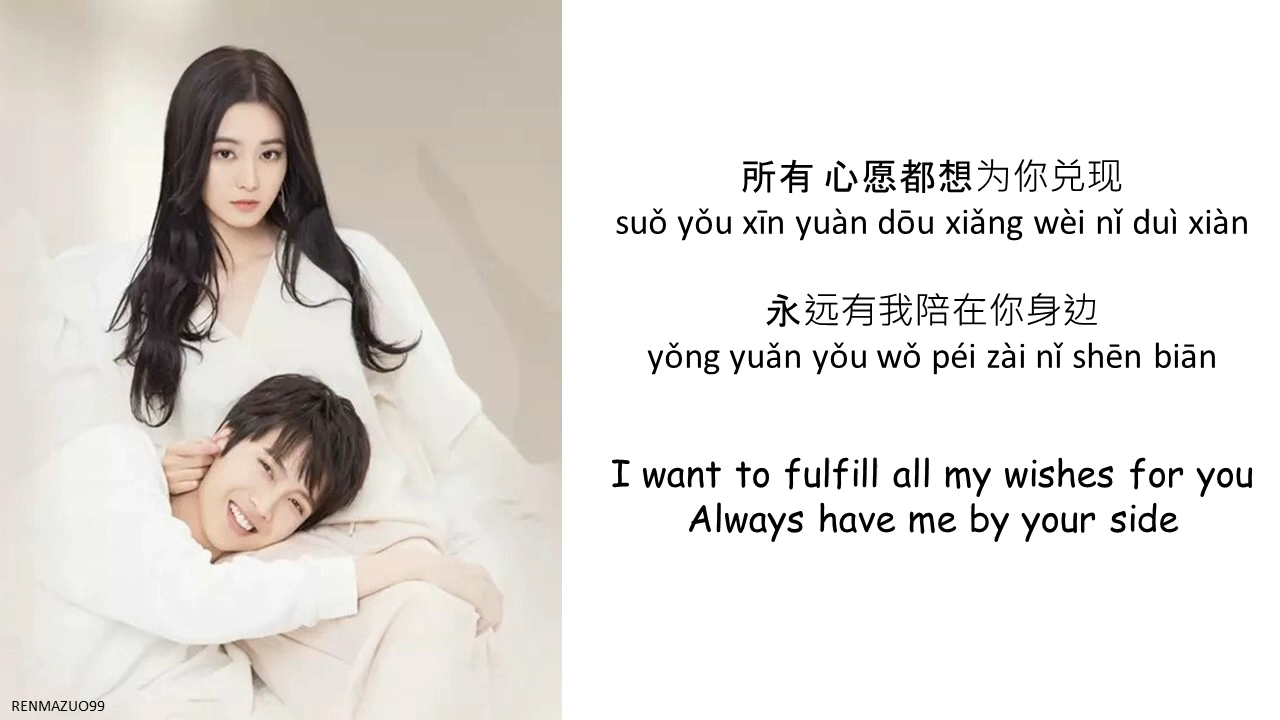 所有 心愿都想为你兑现
suǒ yǒu xīn yuàn dōu xiǎng wèi nǐ duì xiàn
永远有我陪在你身边
yǒng yuǎn yǒu wǒ péi zài nǐ shēn biān
I want to fulfill all my wishes for you
Always have me by your side
RENMAZUO99